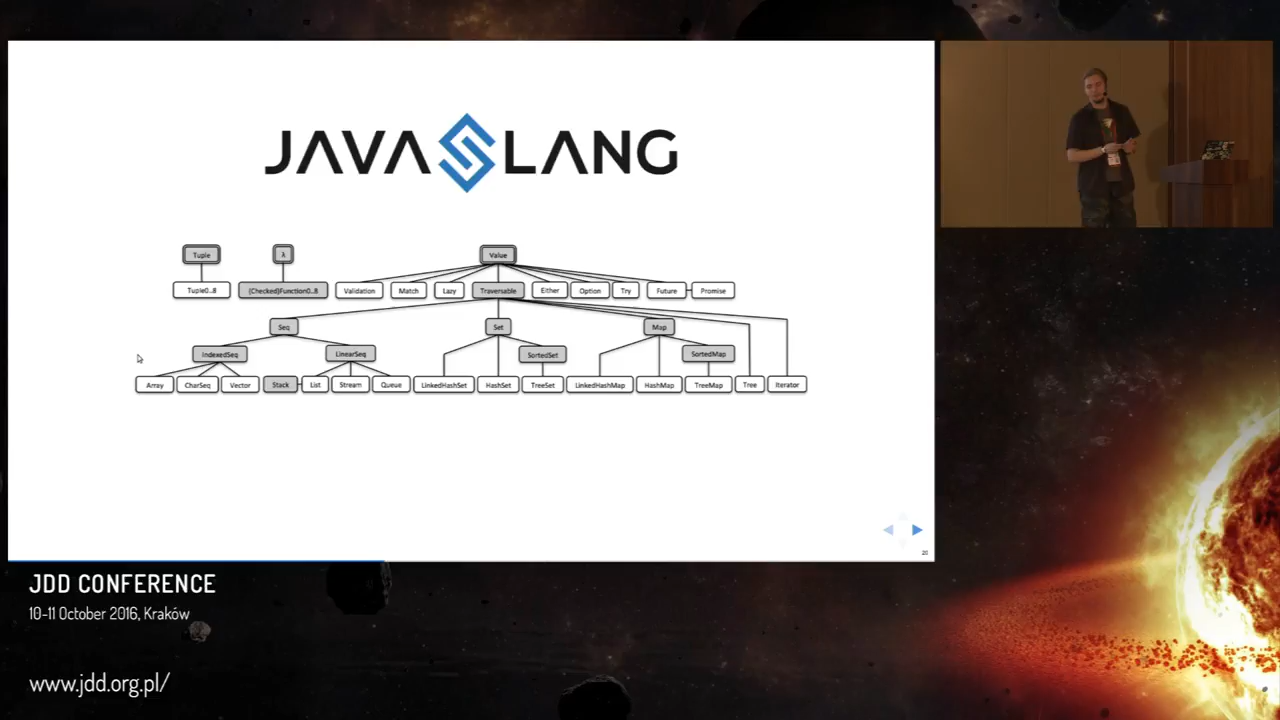 JAVASLANG
Tuple λ Value
Tuple0..8 (Checked)Function0..8 Validation Match Lazy Traversable Either Option Try Future Promise
Seq Set Map
IndexedSeq LinearSeq SortedSet SortedMap
Array CharSeq Vector Stack List Stream Queue LinkedHashSet HashSet TreeSet LinkedHashMap HashMap TreeMap Tree Iterator
JDD CONFERENCE
10-11 October 2016, Kraków
www.jdd.org.pl/